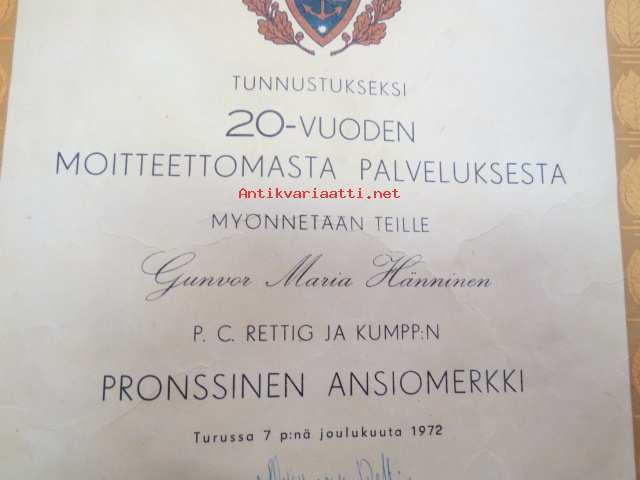 TUNNUSTUKSEKSI
20-VUODEN
MOITTEETTOMASTA PALVELUKSESTA
Antikvariaatti.net
MYÖNNETÄÄN TEILLE
Gunvor Maria Hänninen
P. C. RETTIG JA KUMPP:N
PRONSSINEN ANSIOMERKKI
Turussa 7 p:nä joulukuuta 1972